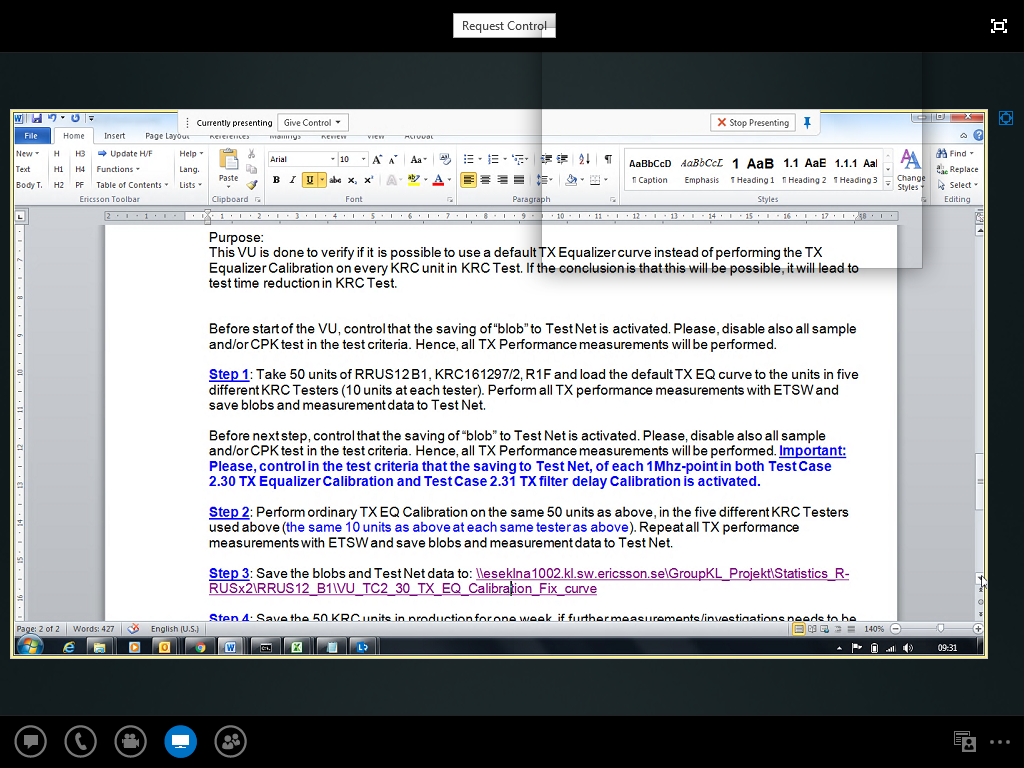 Request Control
Currently presenting
Give Control
Stop Presenting
File
Home
Insert
Page Layout
References
Mailings
Review
View
Acrobat
New
H1
H3
Update H/F
Help
Text
H2
H4
Functions
Lang.
Body T.
H2
PF
Table of Contents
Lists
Ericsson Toolbar
Paste
Clipboard
Arial
10
Font
Paragraph
AaBbCcD
AaBbCcL
1 AaB
1.1 AaE
1.1.1 Aal
¶ Caption
Emphasis
¶ Heading 1
¶ Heading 2
¶ Heading 3
Change
Styles
Styles
Find
Replace
Select
Editing
Purpose:
This VU is done to verify if it is possible to use a default TX Equalizer curve instead of performing the TX
Equalizer Calibration on every KRC unit in KRC Test. If the conclusion is that this will be possible, it will lead to
test time reduction in KRC Test.
Before start of the VU, control that the saving of "blob" to Test Net is activated. Please, disable also all sample
and/or CPK test in the test criteria. Hence, all TX Performance measurements will be performed.
Step 1: Take 50 units of RRUS12 B1, KRC161297/2, R1F and load the default TX EQ curve to the units in five
different KRC Testers (10 units at each tester). Perform all TX performance measurements with ETSW and
save blobs and measurement data to Test Net.
Before next step, control that the saving of "blob" to Test Net is activated. Please, disable also all sample
and/or CPK test in the test criteria. Hence, all TX Performance measurements will be performed. Important:
Please, control in the test criteria that the saving to Test Net, of each 1Mhz-point in both Test Case
2.30 TX Equalizer Calibration and Test Case 2.31 TX filter delay Calibration is activated.
Step 2: Perform ordinary TX EQ Calibration on the same 50 units as above, in the five different KRC Testers
used above (the same 10 units as above at each same tester as above). Repeat all TX performance
measurements with ETSW and save blobs and measurement data to Test Net.
Step 3: Save the blobs and Test Net data to: \\eseklna1002.kl.sw.ericsson.se\GroupKL_Projekt\Statistics_R-
RUSx2\RRUS12_B1\VU_TC2_30_TX_EQ_Calibration_Fix_curve
Step 4: Save the 50 KRC units in production for one week, if further measurements/investigations needs to be
Page: 2 of 2
Words: 427
English (U.S.)
140%
09:31